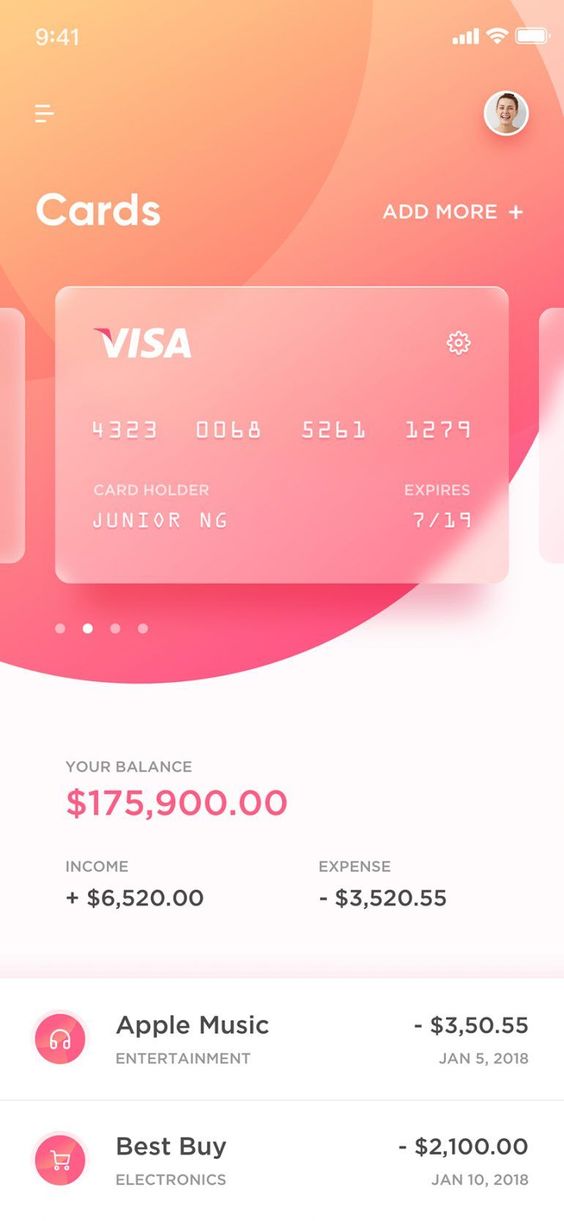 9:41
Cards
ADD MORE +
VISA
4323 0068 5261 1279
CARD HOLDER EXPIRES
JUNIOR NG 7/19
YOUR BALANCE
$175,900.00
INCOME EXPENSE
+ $6,520.00 - $3,520.55
Apple Music - $3,50.55
ENTERTAINMENT JAN 5, 2018
Best Buy - $2,100.00
ELECTRONICS JAN 10, 2018